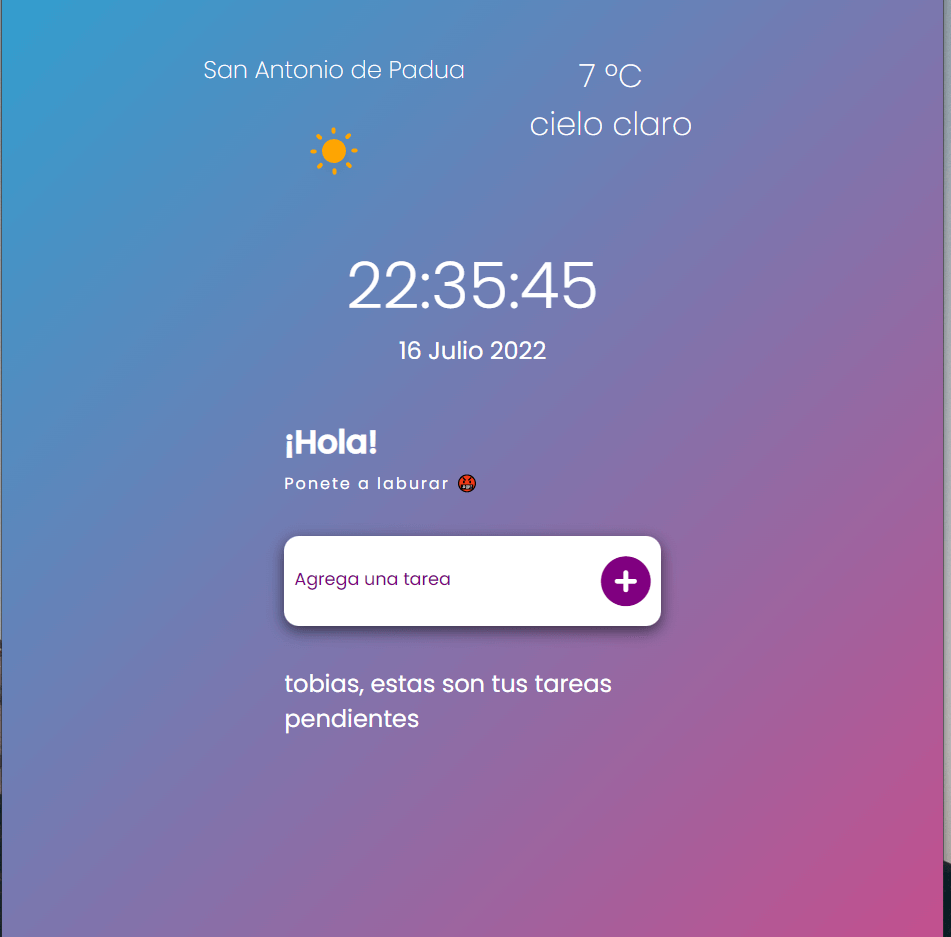 San Antonio de Padua
7 °C
cielo claro
22:35:45
16 Julio 2022
¡Hola!
Ponete a laburar 🤬
Agrega una tarea
tobias, estas son tus tareas
pendientes